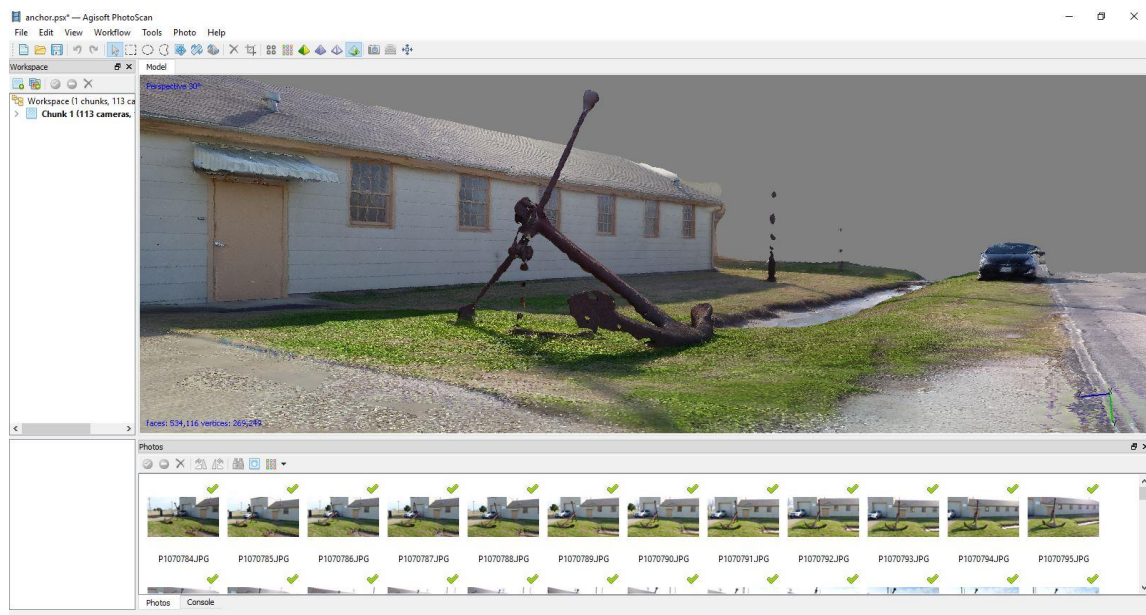 anchor.psx* — Agisoft PhotoScan
File Edit View Workflow Tools Photo Help
Workspace
Model
Workspace (1 chunks, 113 ca
Chunk 1 (113 cameras,
Perspective 30°
faces: 534,116 vertices: 269,249
Photos
P1070784.JPG P1070785.JPG P1070786.JPG P1070787.JPG P1070788.JPG P1070789.JPG P1070790.JPG P1070791.JPG P1070792.JPG P1070793.JPG P1070794.JPG P1070795.JPG
Photos Console